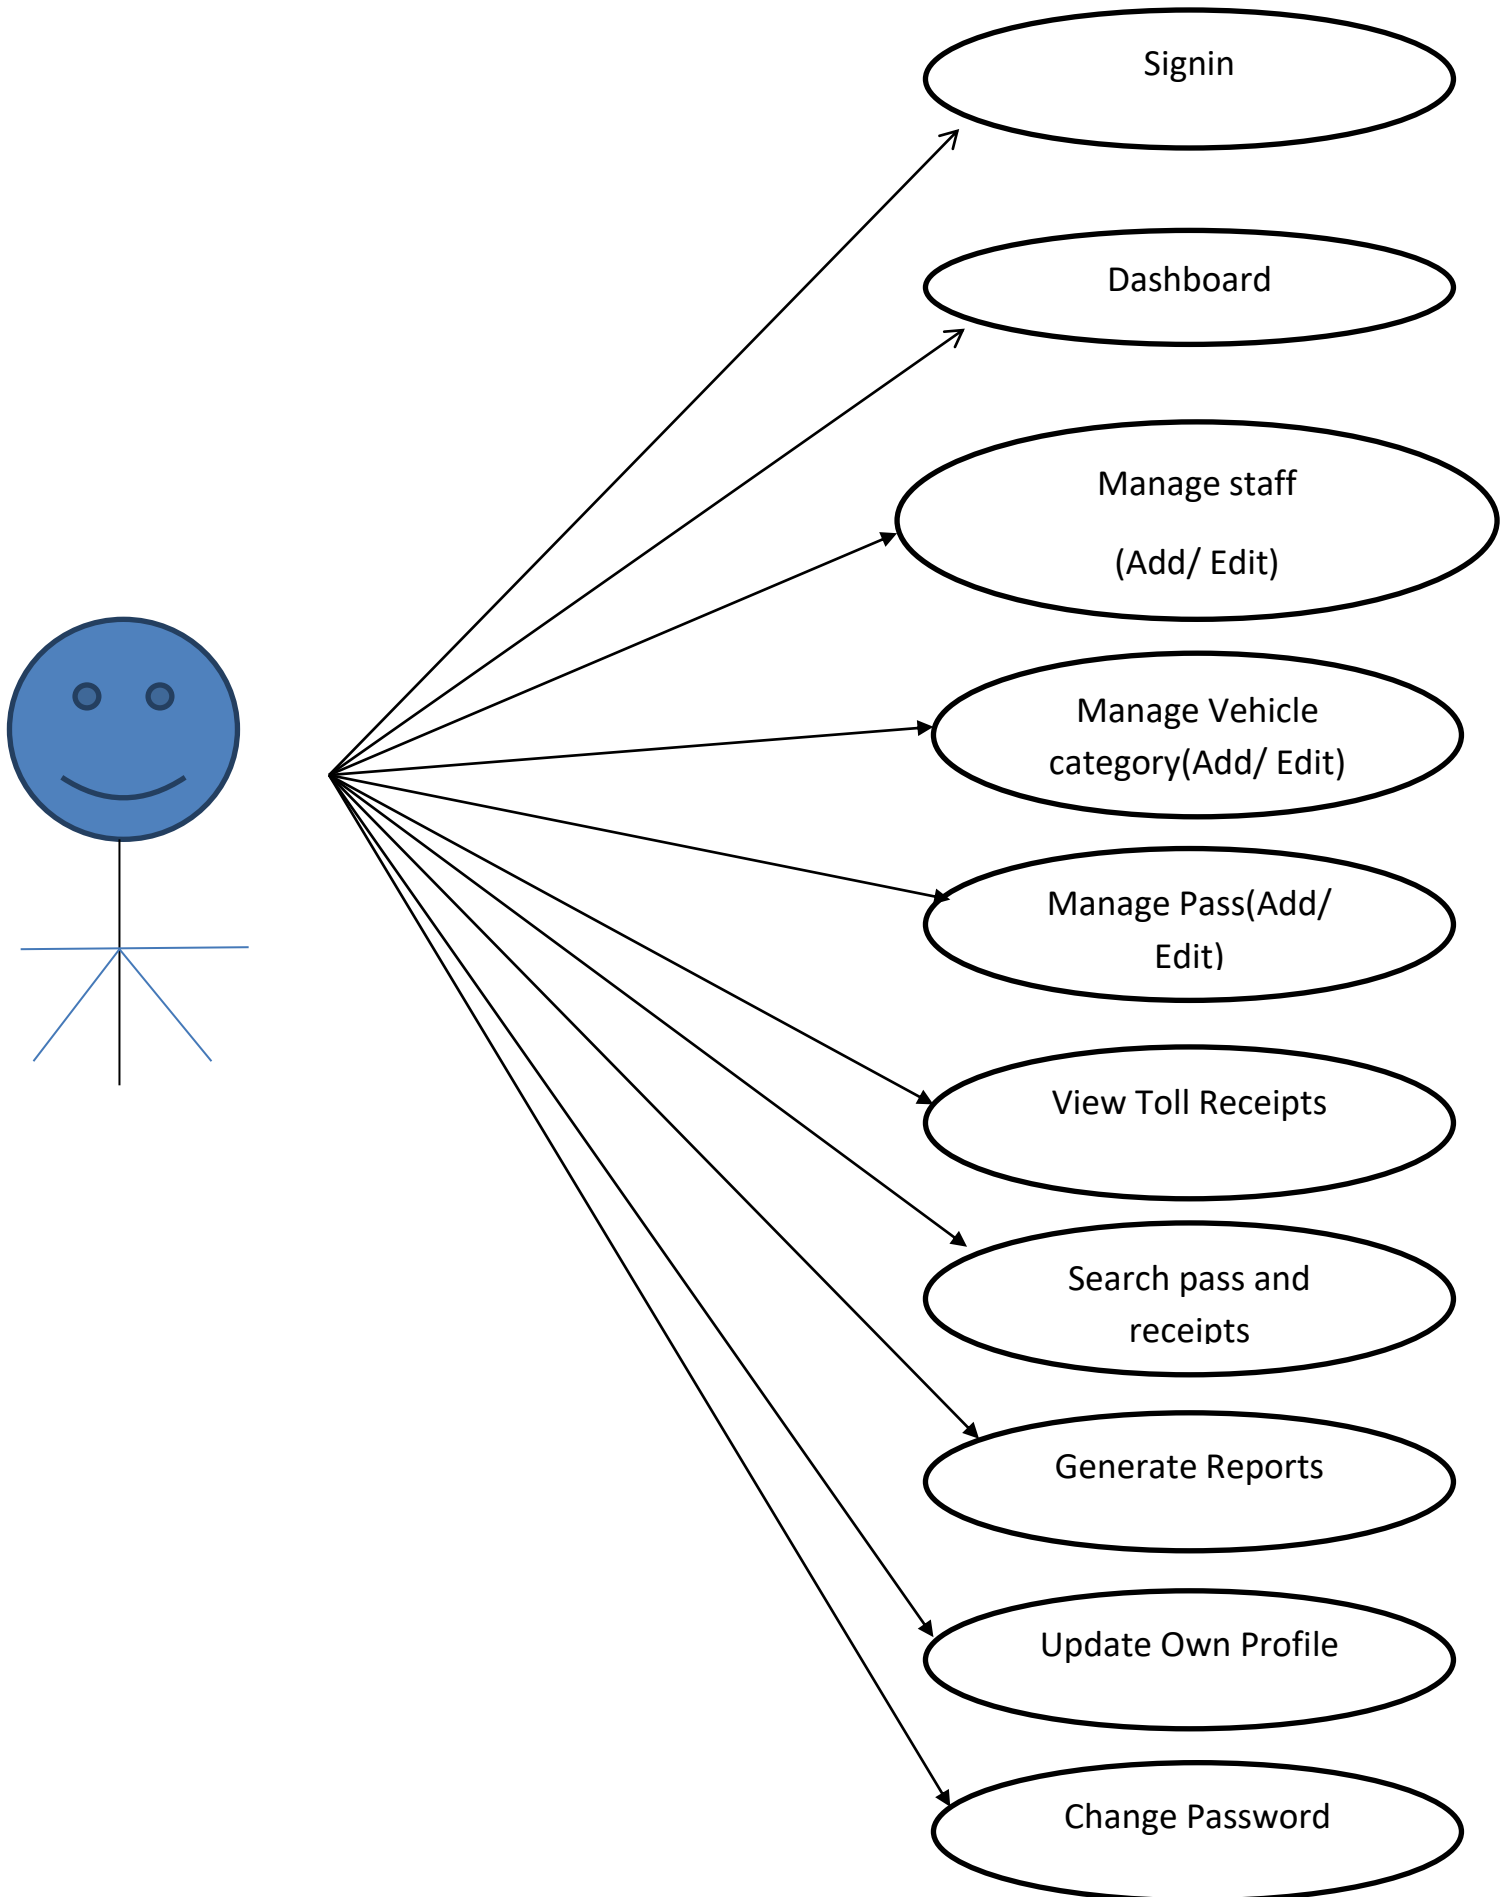 Signin
Dashboard
Manage staff
(Add/ Edit)
Manage Vehicle
category(Add/ Edit)
Manage Pass(Add/
Edit)
View Toll Receipts
Search pass and
receipts
Generate Reports
Update Own Profile
Change Password